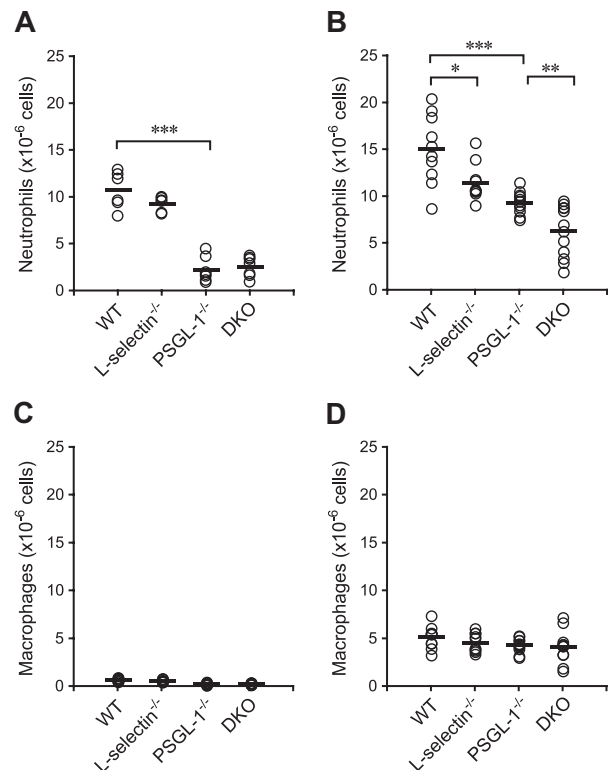 A
Neutrophils (x10⁻⁶ cells)
25
20
15
10
5
0
***
WT
L-selectin⁻/⁻
PSGL-1⁻/⁻
DKO
B
Neutrophils (x10⁻⁶ cells)
25
20
15
10
5
0
***
*
**
WT
L-selectin⁻/⁻
PSGL-1⁻/⁻
DKO
C
Macrophages (x10⁻⁶ cells)
25
20
15
10
5
0
WT
L-selectin⁻/⁻
PSGL-1⁻/⁻
DKO
D
Macrophages (x10⁻⁶ cells)
25
20
15
10
5
0
WT
L-selectin⁻/⁻
PSGL-1⁻/⁻
DKO